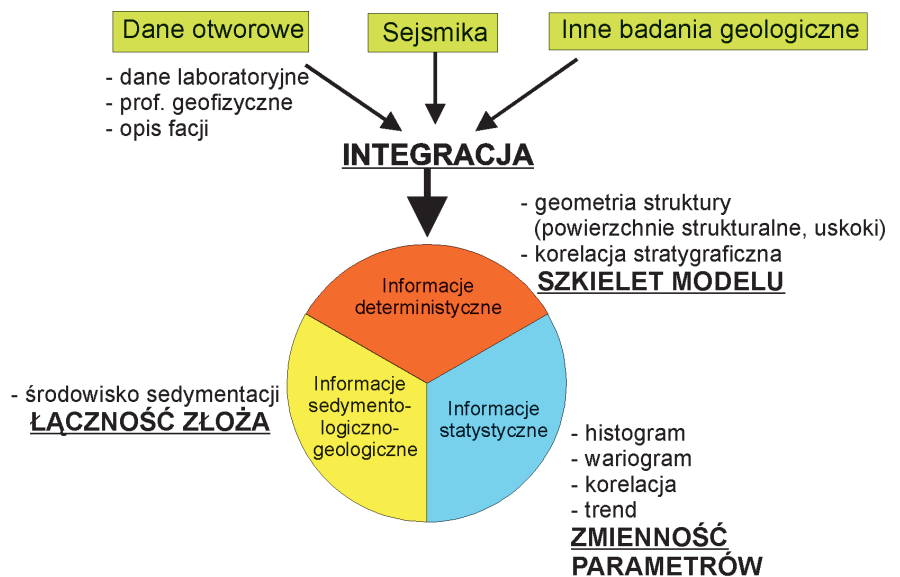 Dane otworowe
Sejsmika
Inne badania geologiczne
- dane laboratoryjne
- prof. geofizyczne
- opis facji
INTEGRACJA
- geometria struktury
(powierzchnie strukturalne, uskoki)
- korelacja stratygraficzna
SZKIELET MODELU
Informacje
deterministyczne
Informacje
sedymento-
logiczno-
geologiczne
Informacje
statystyczne
- środowisko sedymentacji
ŁĄCZNOŚĆ ZŁOŻA
- histogram
- wariogram
- korelacja
- trend
ZMIENNOŚĆ
PARAMETRÓW